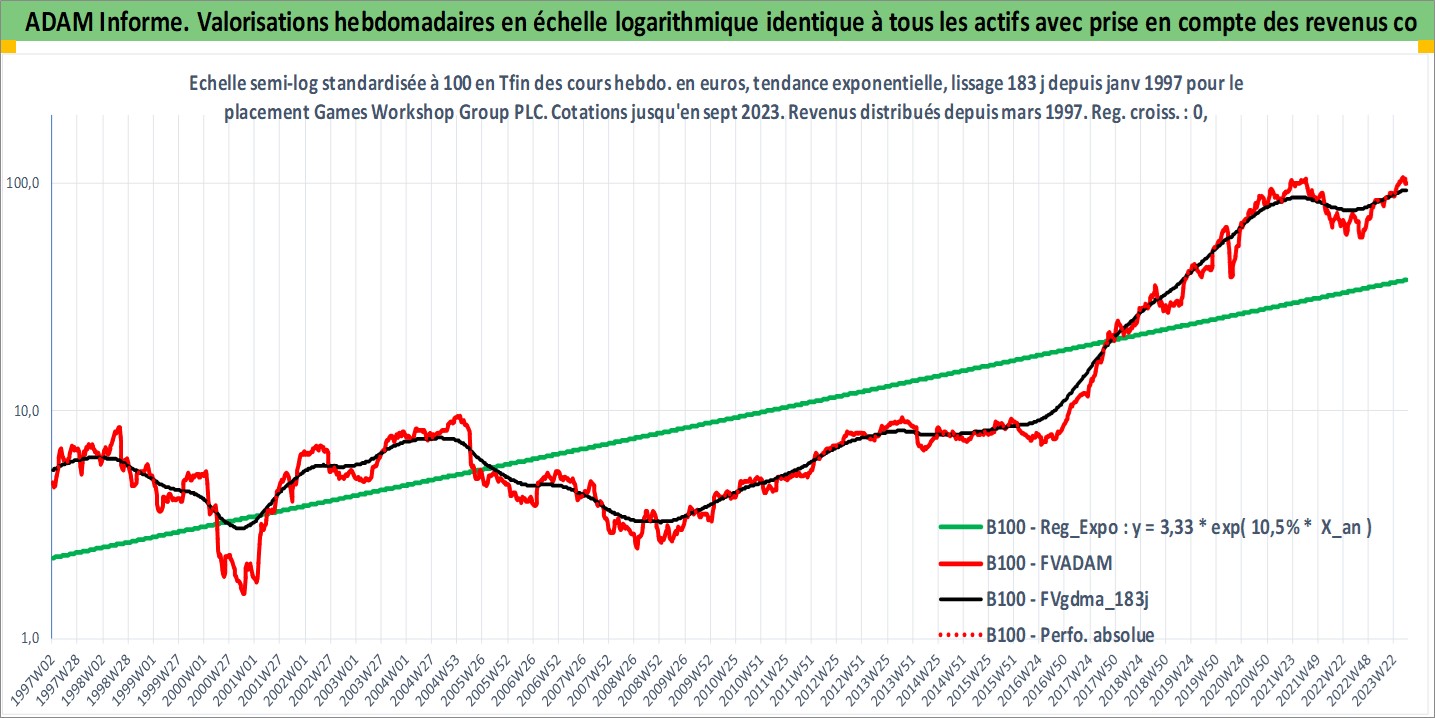 ADAM Informe. Valorisations hebdomadaires en échelle logarithmique identique à tous les actifs avec prise en compte des revenus co
Echelle semi-log standardisée à 100 en Tfin des cours hebdo. en euros, tendance exponentielle, lissage 183 j depuis janv 1997 pour le
placement Games Workshop Group PLC. Cotations jusqu'en sept 2023. Revenus distribués depuis mars 1997. Reg. croiss. : 0,
100,0
10,0
1,0
B100 - Reg_Expo : y = 3,33 * exp( 10,5% * X_an )
B100 - FVADAM
B100 - FVgdma_183j
B100 - Perfo. absolue
1997W02
1997W28
1998W02
1998W28
1999W01
1999W27
2000W01
2000W27
2001W01
2001W27
2002W01
2002W27
2003W01
2003W27
2004W01
2004W27
2004W53
2005W26
2005W52
2006W26
2006W52
2007W26
2007W52
2008W26
2008W52
2009W26
2009W52
2010W25
2010W51
2011W25
2011W51
2012W25
2012W51
2013W25
2013W51
2014W25
2014W51
2015W25
2015W51
2016W24
2016W50
2017W24
2017W50
2018W24
2018W50
2019W24
2019W50
2020W24
2020W50
2021W23
2021W49
2022W22
2022W48
2023W22